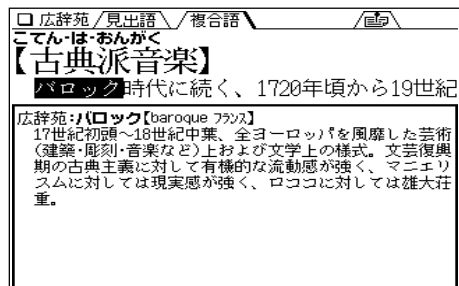 広辞苑 見出語 複合語
こてん-は-おんがく
【古典派音楽】
バロック時代に続く、1720年頃から19世紀
広辞苑:バロック【baroque フランス】
17世紀初頭〜18世紀中葉、全ヨーロッパを風靡した芸術
(建築・彫刻・音楽など)上および文学上の様式。文芸復興
期の古典主義に対して有機的な流動感が強く、マニエリ
スムに対しては現実感が強く、ロココに対しては雄大荘
重。